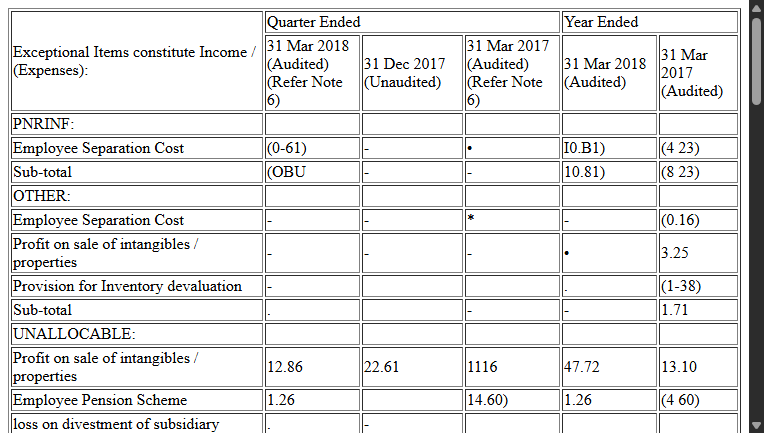 Exceptional Items constitute Income / (Expenses): Quarter Ended Year Ended
31 Mar 2018 (Audited) (Refer Note 6) 31 Dec 2017 (Unaudited) 31 Mar 2017 (Audited) (Refer Note 6) 31 Mar 2018 (Audited) 31 Mar 2017 (Audited)
PNRINF:
Employee Separation Cost (0-61) - • I0.B1) (4 23)
Sub-total (OBU - - 10.81) (8 23)
OTHER:
Employee Separation Cost - - * - (0.16)
Profit on sale of intangibles / properties - - - • 3.25
Provision for Inventory devaluation - . (1-38)
Sub-total . - - 1.71
UNALLOCABLE:
Profit on sale of intangibles / properties 12.86 22.61 1116 47.72 13.10
Employee Pension Scheme 1.26 14.60) 1.26 (4 60)
loss on divestment of subsidiary . -